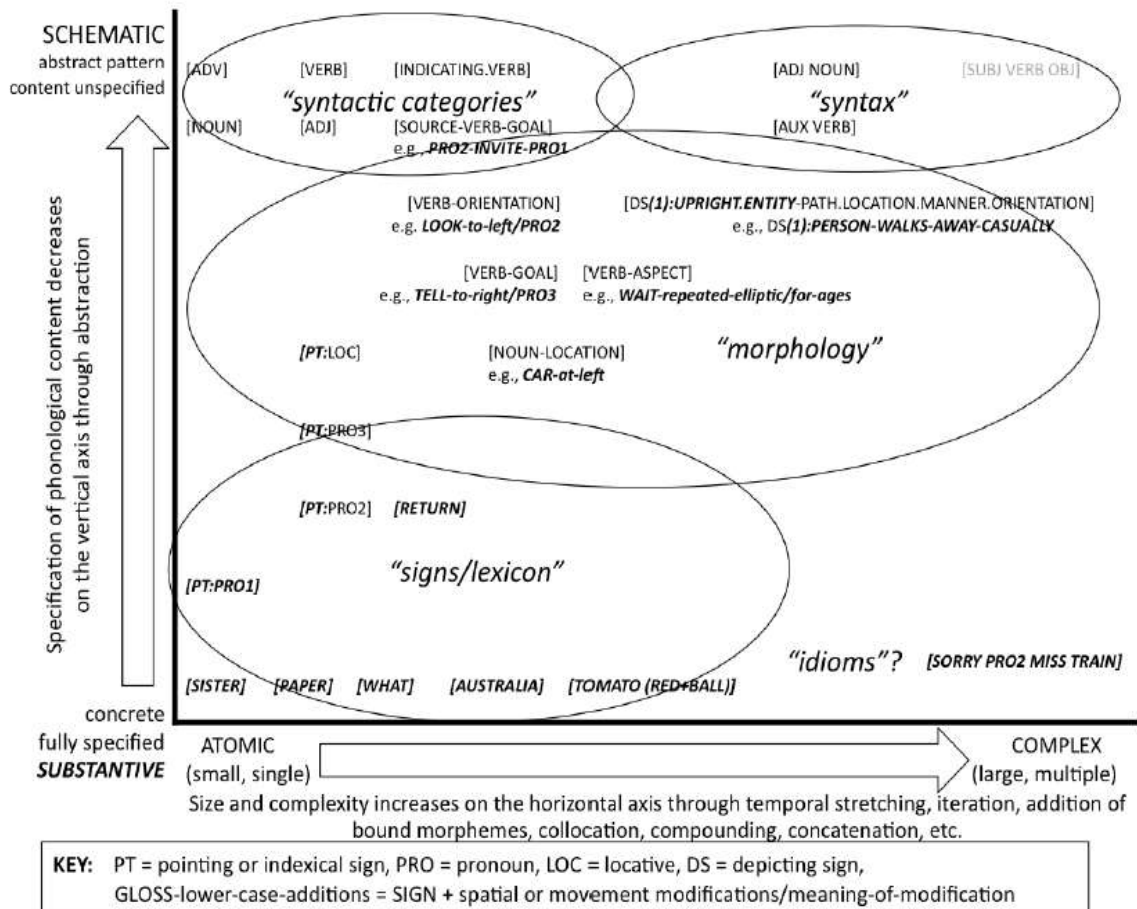 SCHEMATIC
abstract pattern
content unspecified
[ADV] [VERB] [INDICATING.VERB] [ADJ NOUN] [SUBJ VERB OBJ]
“syntactic categories” “syntax”
[NOUN] [ADJ] [SOURCE-VERB-GOAL] [AUX VERB]
e.g., PRO2-INVITE-PRO1
[VERB-ORIENTATION] [DS(1):UPRIGHT.ENTITY-PATH.LOCATION.MANNER.ORIENTATION]
e.g. LOOK-to-left/PRO2 e.g., DS(1):PERSON-WALKS-AWAY-CASUALLY
[VERB-GOAL] [VERB-ASPECT]
e.g., TELL-to-right/PRO3 e.g., WAIT-repeated-elliptic/for-ages
[PT:LOC] [NOUN-LOCATION] “morphology”
e.g., CAR-at-left
[PT:PRO3]
[PT:PRO2] [RETURN]
“signs/lexicon”
[PT:PRO1]
“idioms”? [SORRY PRO2 MISS TRAIN]
[SISTER] [PAPER] [WHAT] [AUSTRALIA] [TOMATO (RED+BALL)]
Specification of phonological content decreases
on the vertical axis through abstraction
concrete
fully specified
SUBSTANTIVE
ATOMIC COMPLEX
(small, single) (large, multiple)
Size and complexity increases on the horizontal axis through temporal stretching, iteration, addition of
bound morphemes, collocation, compounding, concatenation, etc.
KEY: PT = pointing or indexical sign, PRO = pronoun, LOC = locative, DS = depicting sign,
GLOSS-lower-case-additions = SIGN + spatial or movement modifications/meaning-of-modification